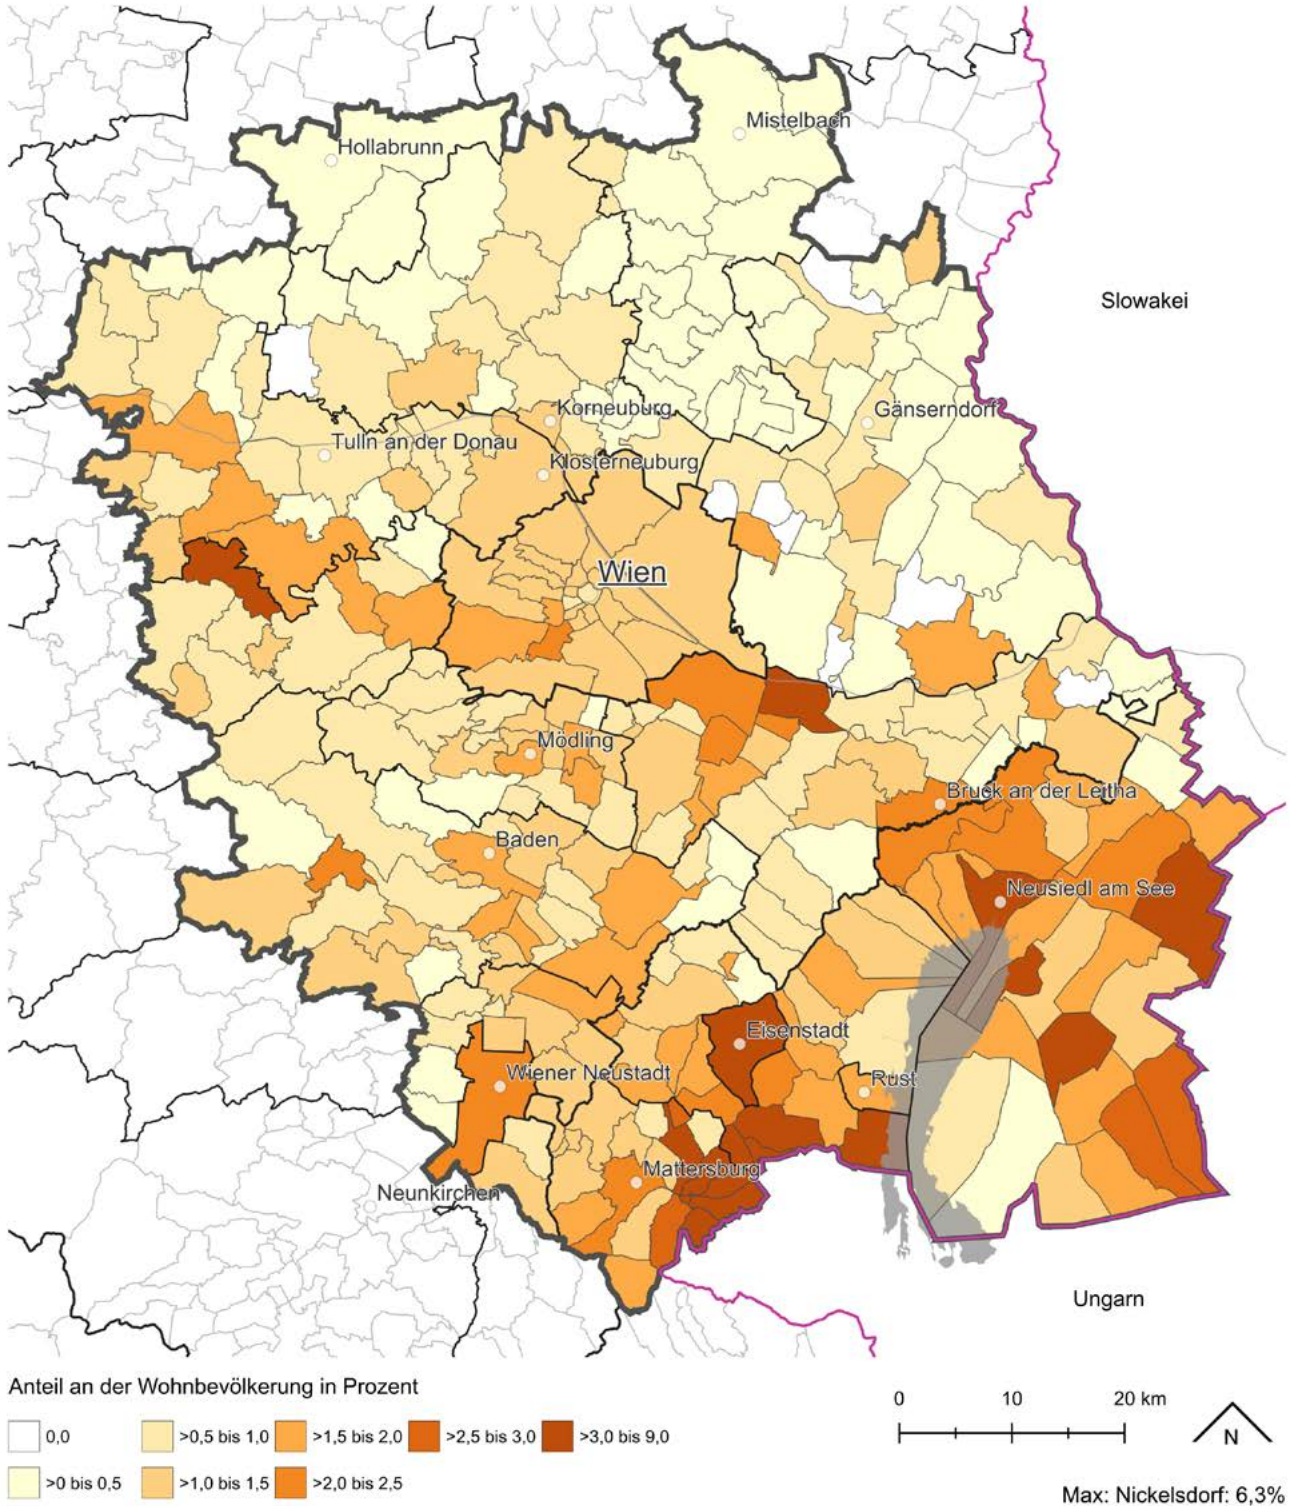 Mistelbach
Hollabrunn
Slowakei
Korneuburg
Gänserndorf
Tulln an der Donau
Klosterneuburg
Wien
Mödling
Bruck an der Leitha
Baden
Neusiedl am See
Eisenstadt
Wiener Neustadt
Rust
Mattersburg
Neunkirchen
Ungarn
Anteil an der Wohnbevölkerung in Prozent
0 10 20 km
0,0 >0,5 bis 1,0 >1,5 bis 2,0 >2,5 bis 3,0 >3,0 bis 9,0
N
>0 bis 0,5 >1,0 bis 1,5 >2,0 bis 2,5
Max: Nickelsdorf: 6,3%